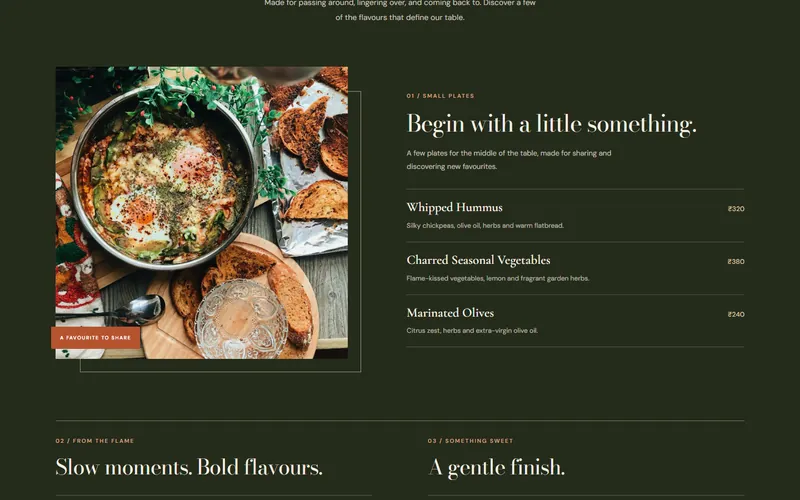 Made for passing around, lingering over, and coming back to. Discover a few
of the flavours that define our table.
01 / SMALL PLATES
Begin with a little something.
A few plates for the middle of the table, made for sharing and
discovering new favourites.
Whipped Hummus
₹320
Silky chickpeas, olive oil, herbs and warm flatbread.
Charred Seasonal Vegetables
₹380
Flame-kissed vegetables, lemon and fragrant garden herbs.
Marinated Olives
₹240
Citrus zest, herbs and extra-virgin olive oil.
A FAVOURITE TO SHARE
02 / FROM THE FLAME
Slow moments. Bold flavours.
03 / SOMETHING SWEET
A gentle finish.